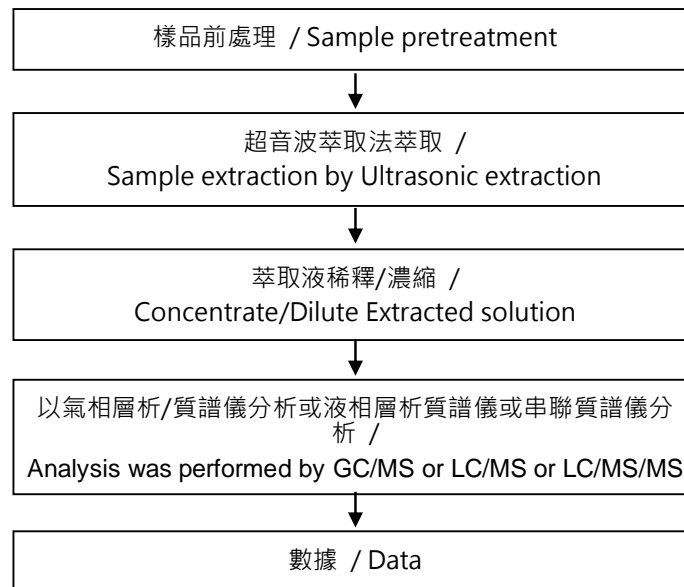 樣品前處理 / Sample pretreatment
超音波萃取法萃取 /
Sample extraction by Ultrasonic extraction
萃取液稀釋/濃縮 /
Concentrate/Dilute Extracted solution
以氣相層析/質譜儀分析或液相層析質譜儀或串聯質譜儀分
析 /
Analysis was performed by GC/MS or LC/MS or LC/MS/MS
數據 / Data